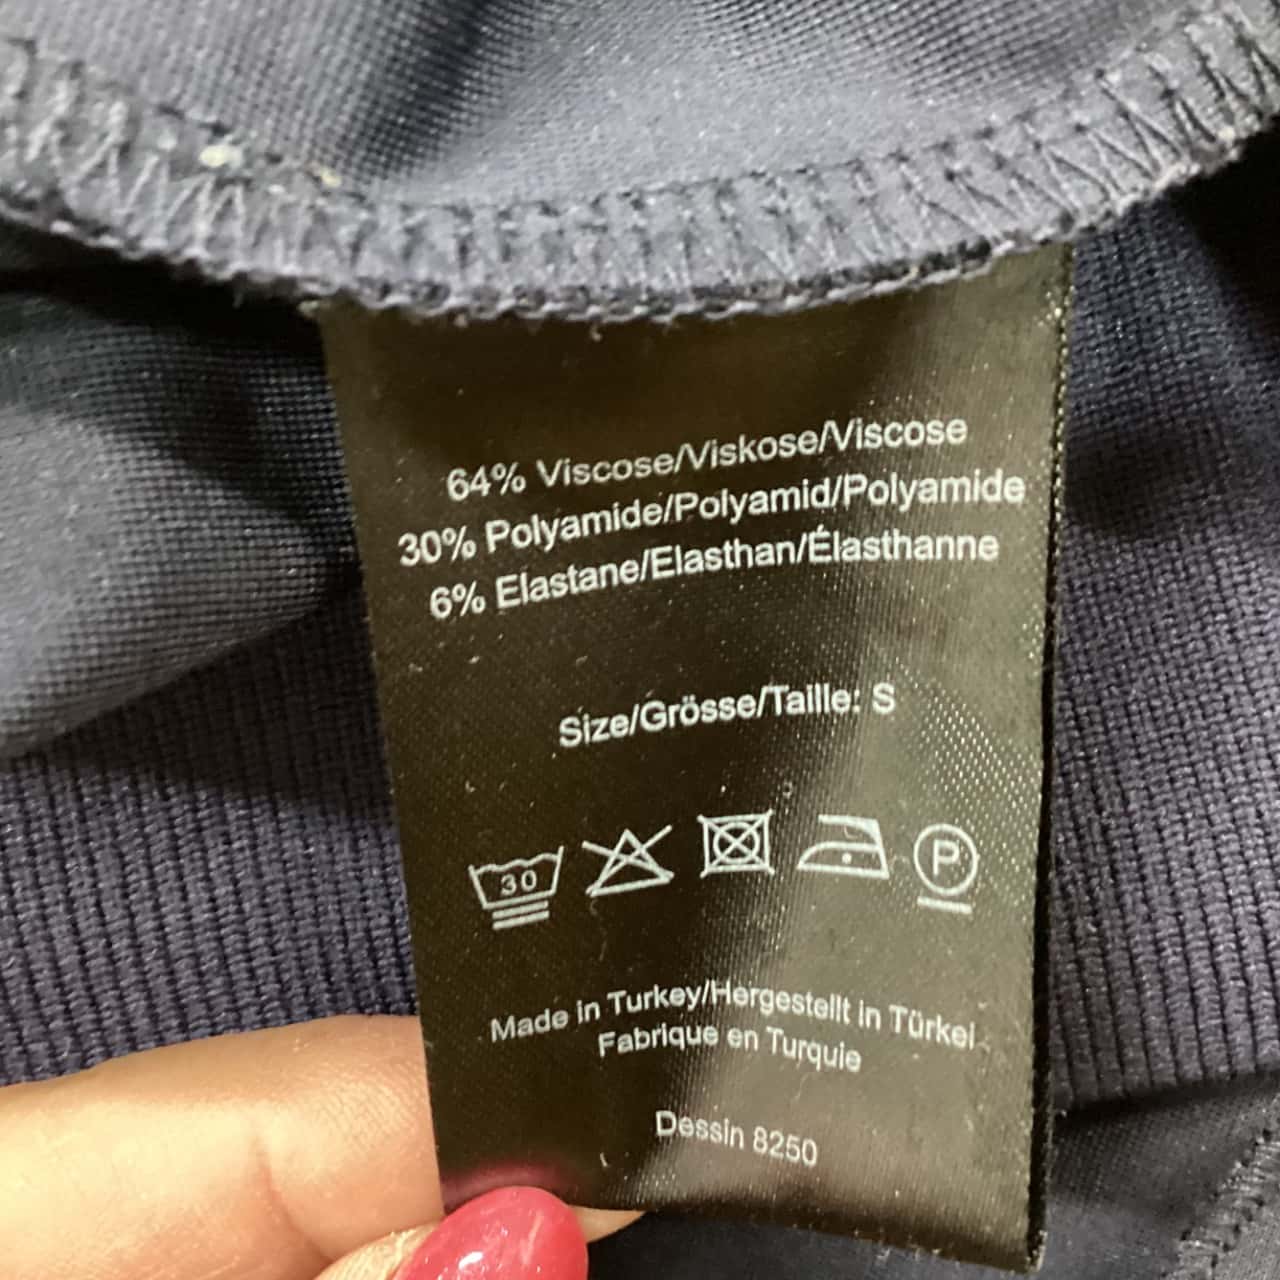 64% Viscose/Viskose/Viscose
30% Polyamide/Polyamid/Polyamide
6% Elastane/Elasthan/Élasthanne
Size/Grösse/Taille: S
30 P
Made in Turkey/Hergestellt in Türkei
Fabrique en Turquie
Dessin 8250